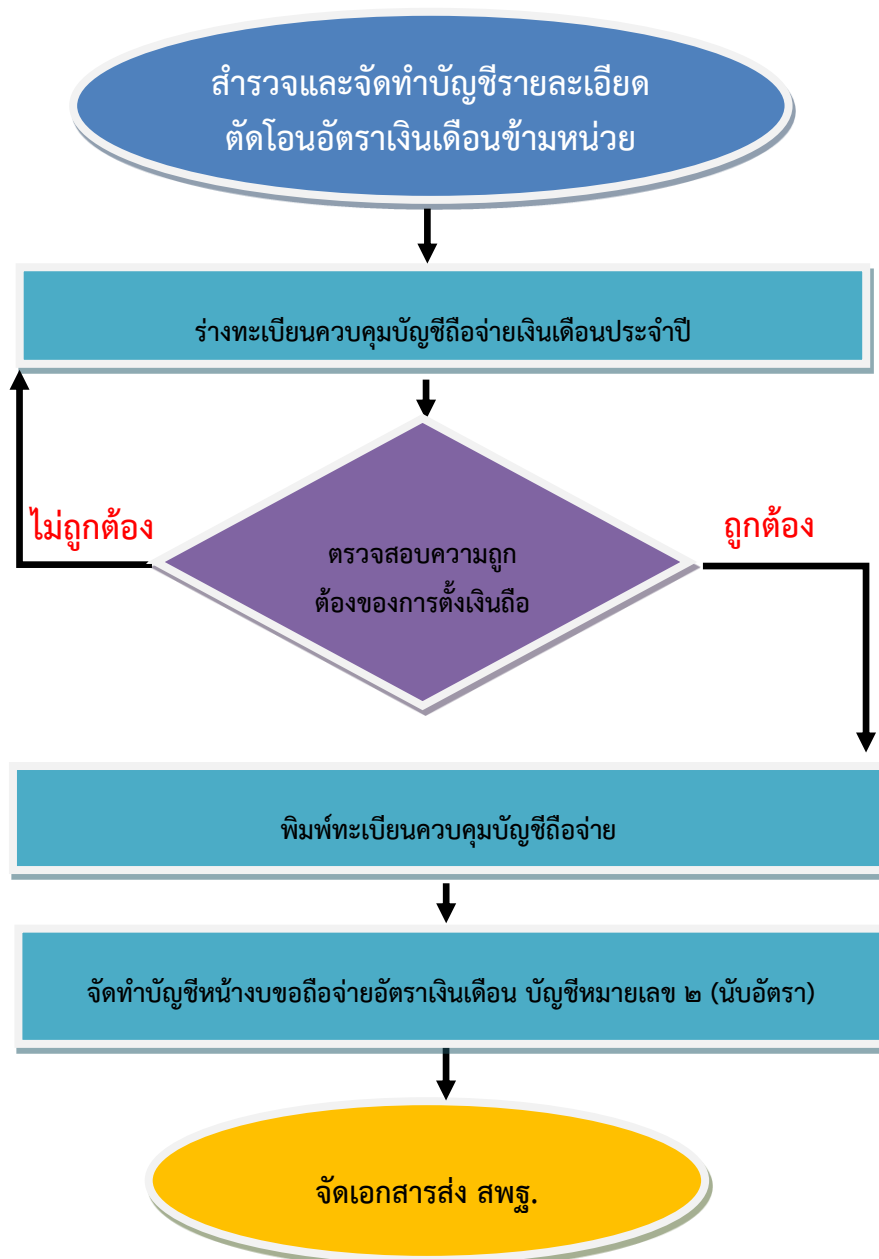 สำรวจและจัดทำบัญชีรายละเอียด
ตัดโอนอัตราเงินเดือนข้ามหน่วย
ร่างทะเบียนควบคุมบัญชีถือจ่ายเงินเดือนประจำปี
ไม่ถูกต้อง
ถูกต้อง
ตรวจสอบความถูก
ต้องของการตั้งเงินถือ
พิมพ์ทะเบียนควบคุมบัญชีถือจ่าย
จัดทำบัญชีหน้างบขอถือจ่ายอัตราเงินเดือน บัญชีหมายเลข ๒ (นับอัตรา)
จัดเอกสารส่ง สพฐ.